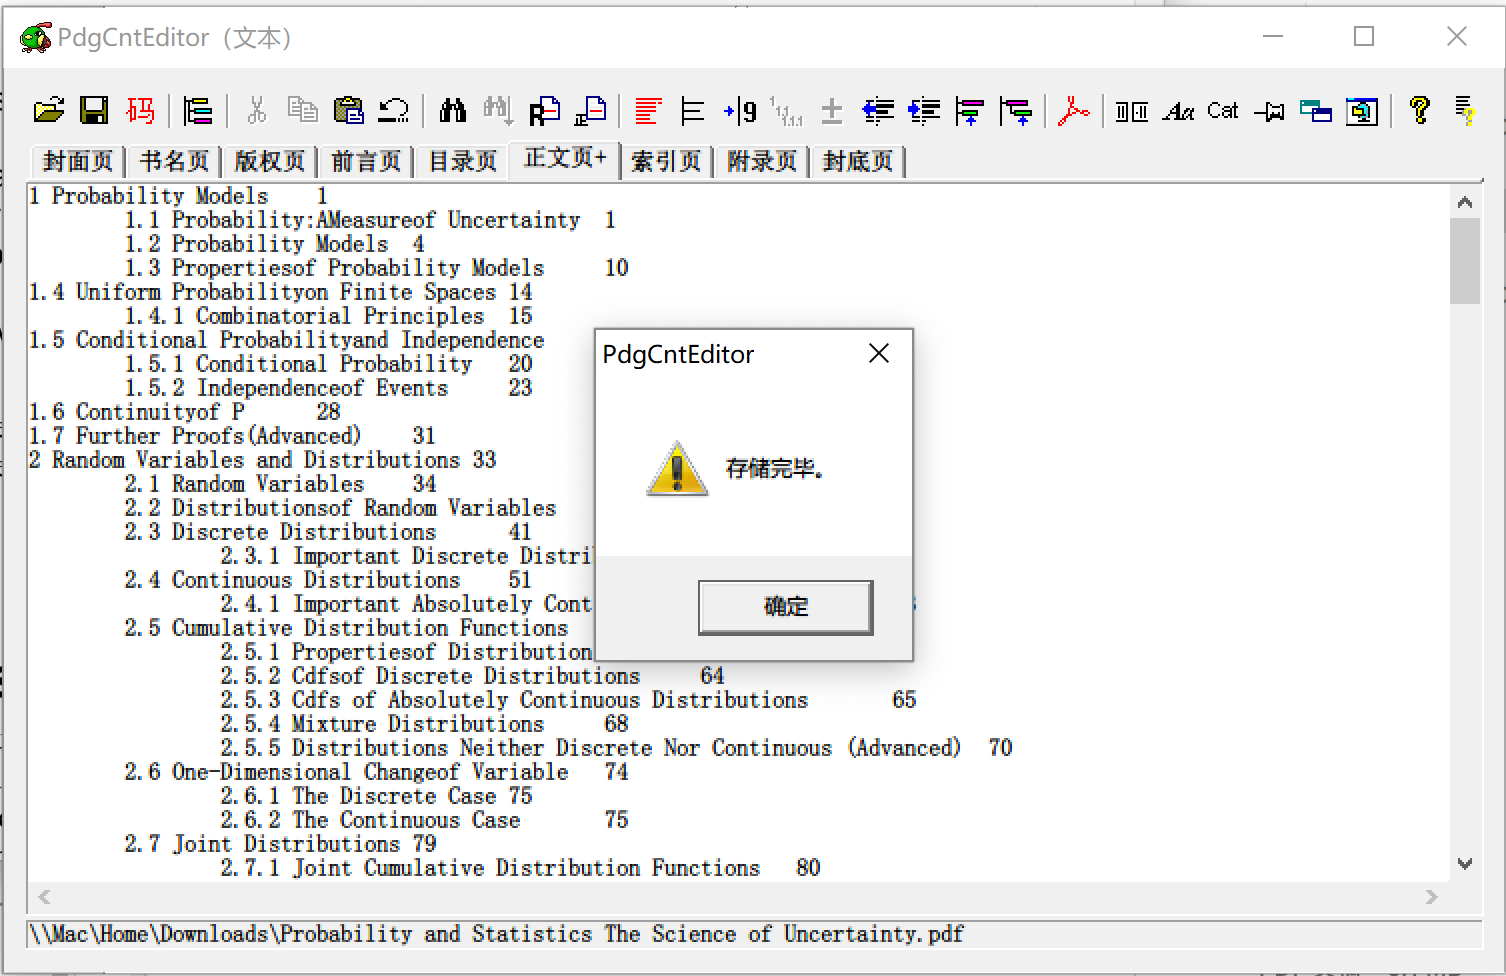 PdgCntEditor（文本）
码
9
Aa Cat
封面页 书名页 版权页 前言页 目录页 正文页+ 索引页 附录页 封底页
1 Probability Models 1
1.1 Probability:AMeasureof Uncertainty 1
1.2 Probability Models 4
1.3 Propertiesof Probability Models 10
1.4 Uniform Probabilityon Finite Spaces 14
1.4.1 Combinatorial Principles 15
1.5 Conditional Probabilityand Independence
1.5.1 Conditional Probability 20
1.5.2 Independenceof Events 23
1.6 Continuityof P 28
1.7 Further Proofs(Advanced) 31
2 Random Variables and Distributions 33
2.1 Random Variables 34
2.2 Distributionsof Random Variables
2.3 Discrete Distributions 41
2.3.1 Important Discrete
2.4 Continuous Distributions 51
2.4.1 Important Absolutely
2.5 Cumulative Distribution Functions
2.5.1 Propertiesof Distribution
2.5.2 Cdfsof Discrete Distributions 64
2.5.3 Cdfs of Absolutely Continuous Distributions 65
2.5.4 Mixture Distributions 68
2.5.5 Distributions Neither Discrete Nor Continuous (Advanced) 70
2.6 One-Dimensional Changeof Variable 74
2.6.1 The Discrete Case 75
2.6.2 The Continuous Case 75
2.7 Joint Distributions 79
2.7.1 Joint Cumulative Distribution Functions 80
\\Mac\Home\Downloads\Probability and Statistics The Science of Uncertainty.pdf
PdgCntEditor
存储完毕。
确定